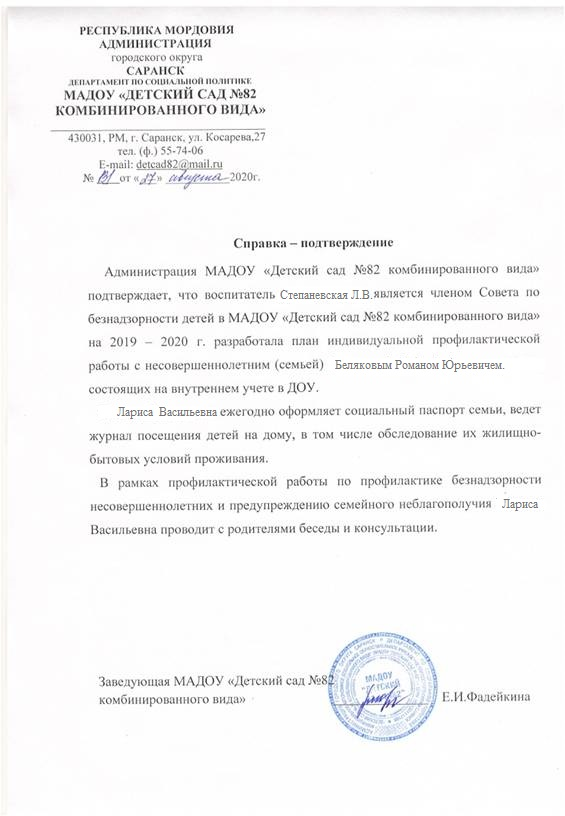 РЕСПУБЛИКА МОРДОВИЯ
АДМИНИСТРАЦИЯ
городского округа
САРАНСК
ДЕПАРТАМЕНТ ПО СОЦИАЛЬНОЙ ПОЛИТИКЕ
МАДОУ «ДЕТСКИЙ САД №82
КОМБИНИРОВАННОГО ВИДА»
430031, РМ, г. Саранск, ул. Косарева,27
тел. (ф.) 55-74-06
E-mail: detcad82@mail.ru
№ от «27» августа 2020г.
Справка – подтверждение
Администрация МАДОУ «Детский сад №82 комбинированного вида»
подтверждает, что воспитатель Степаневская Л.В.является членом Совета по
безнадзорности детей в МАДОУ «Детский сад №82 комбинированного вида»
на 2019 – 2020 г. разработала план индивидуальной профилактической
работы с несовершеннолетним (семьей) Беляковым Романом Юрьевичем.
состоящих на внутреннем учете в ДОУ.
Лариса Васильевна ежегодно оформляет социальный паспорт семьи, ведет
журнал посещения детей на дому, в том числе обследование их жилищно-
бытовых условий проживания.
В рамках профилактической работы по профилактике безнадзорности
несовершеннолетних и предупреждению семейного неблагополучия Лариса
Васильевна проводит с родителями беседы и консультации.
Заведующая МАДОУ «Детский сад №82
комбинированного вида» Е.И.Фадейкина
МАДОУ
"ДЕТСКИЙ